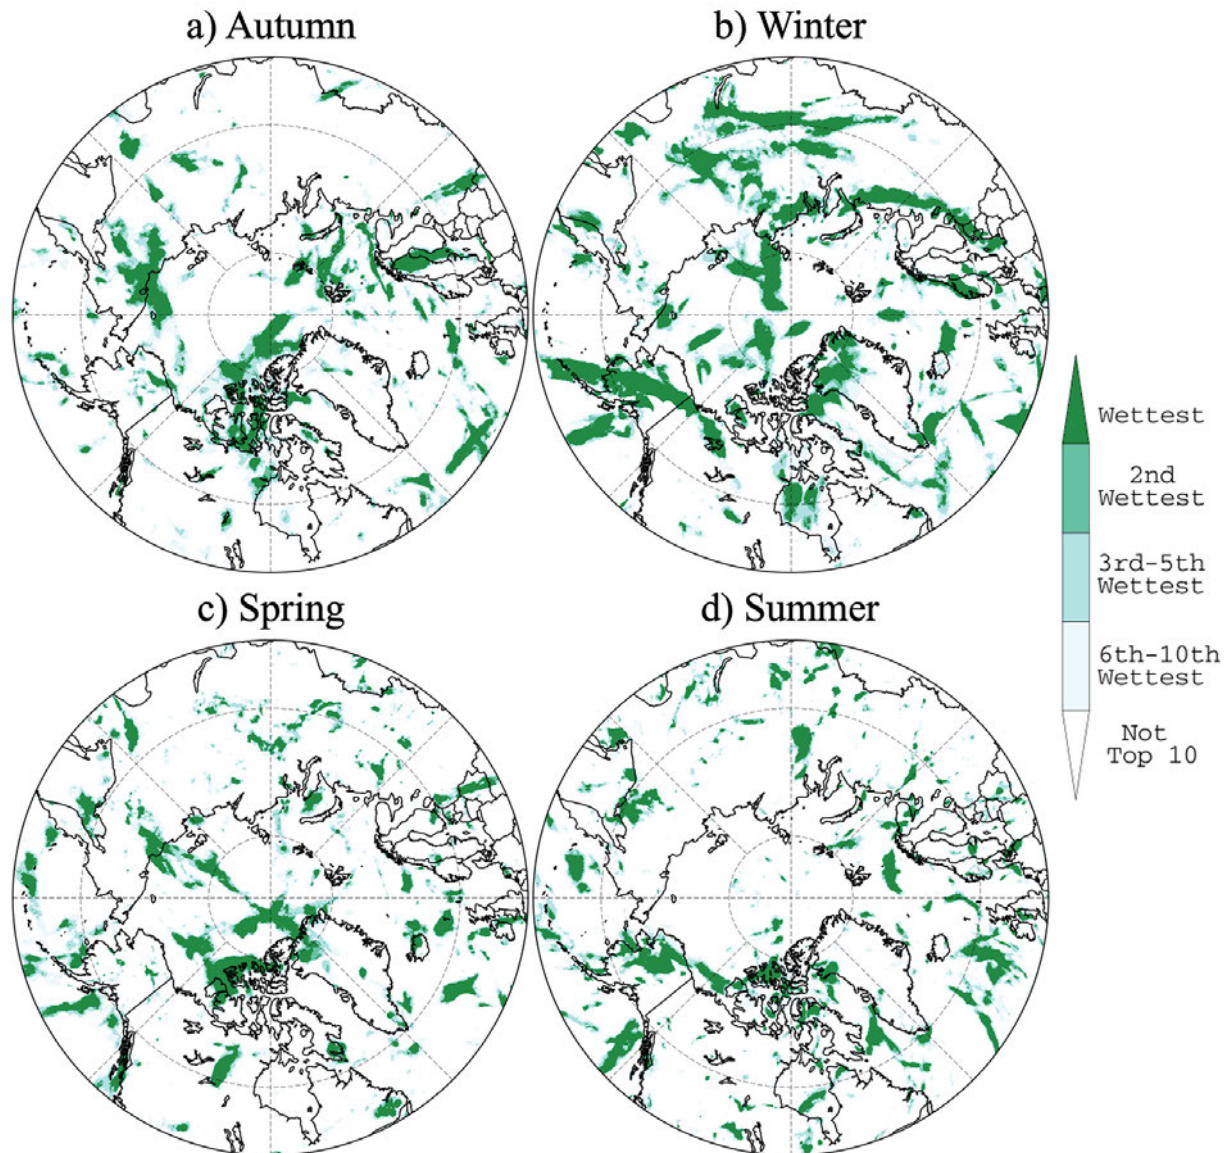 a) Autumn
b) Winter
c) Spring
d) Summer
Wettest
2nd
Wettest
3rd-5th
Wettest
6th-10th
Wettest
Not
Top 10